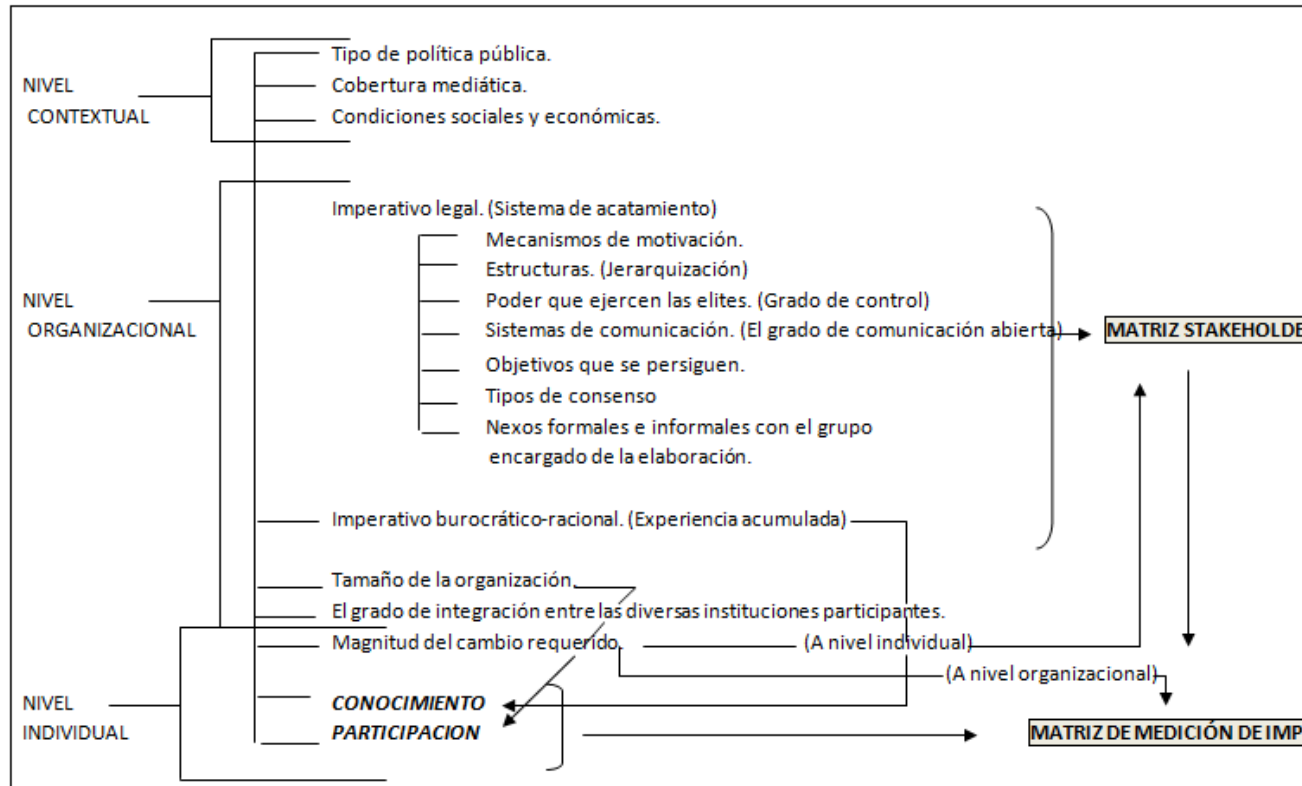 Tipo de política pública.
NIVEL
CONTEXTUAL
Cobertura mediática.
Condiciones sociales y económicas.
Imperativo legal. (Sistema de acatamiento)
Mecanismos de motivación.
Estructuras. (Jerarquización)
NIVEL
ORGANIZACIONAL
Poder que ejercen las elites. (Grado de control)
Sistemas de comunicación. (El grado de comunicación abierta)
MATRIZ STAKEHOLDE
Objetivos que se persiguen.
Tipos de consenso
Nexos formales e informales con el grupo
encargado de la elaboración.
Imperativo burocrático-racional. (Experiencia acumulada)
Tamaño de la organización.
El grado de integración entre las diversas instituciones participantes.
Magnitud del cambio requerido.
(A nivel individual)
(A nivel organizacional)
NIVEL
INDIVIDUAL
CONOCIMIENTO
PARTICIPACION
MATRIZ DE MEDICIÓN DE IMP